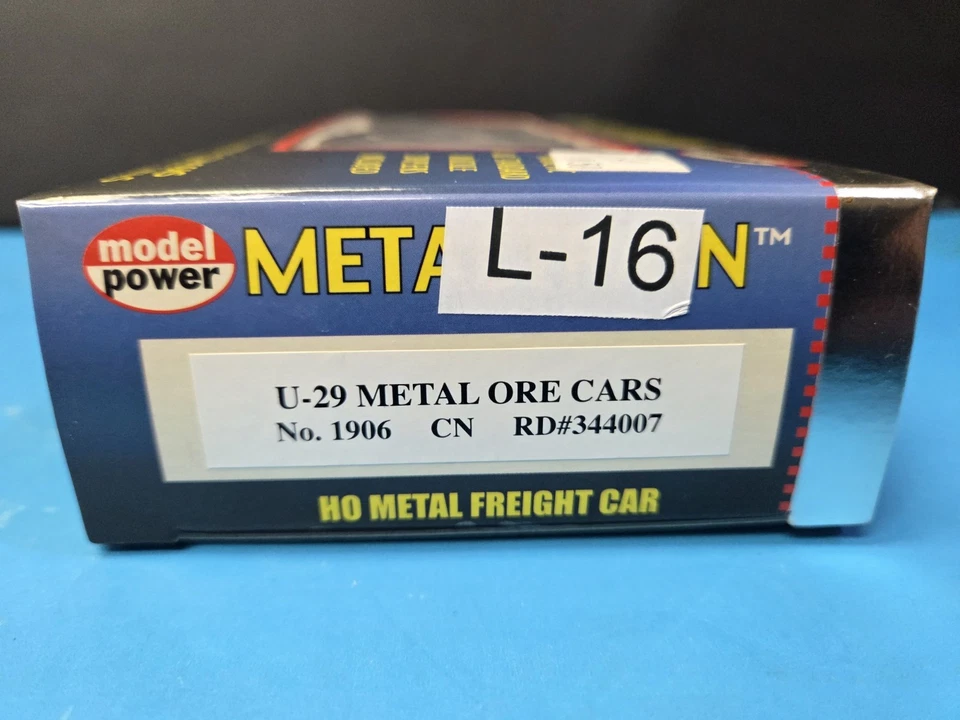 model
power
META
L-16
N™
U-29 METAL ORE CARS
No. 1906 CN RD#344007
HO METAL FREIGHT CAR